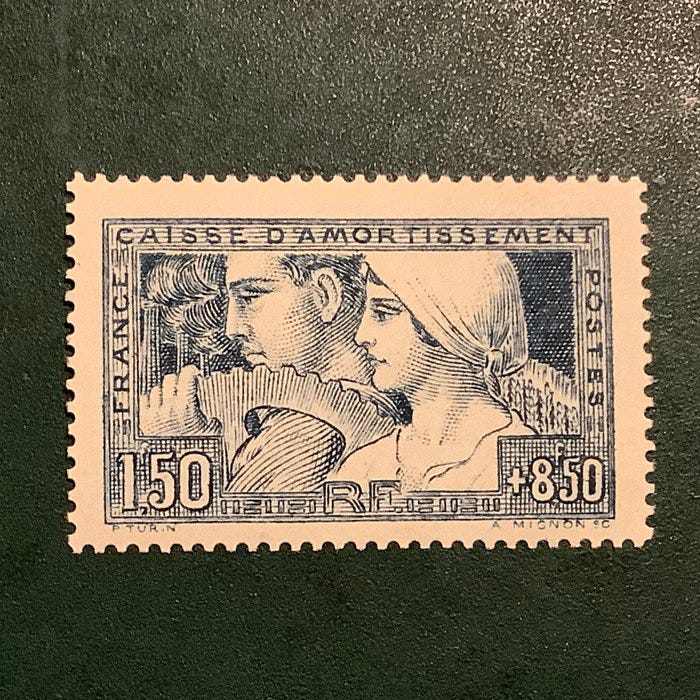 CAISSE D'AMORTISSEMENT
FRANCE
POSTES
1,50
F
+8,50
RF
P. TURIN
A MIGNON SC